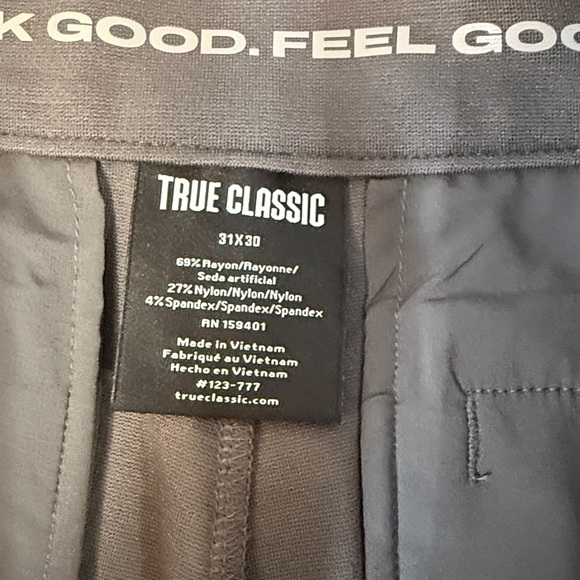 K GOOD. FEEL GOO
TRUE CLASSIC
31X30
69% Rayon/Rayonne/
Seda artificial
27% Nylon/Nylon/Nylon
4% Spandex/Spandex/Spandex
RN 159401
Made in Vietnam
Fabriqué au Vietnam
Hecho en Vietnam
#123-777
trueclassic.com